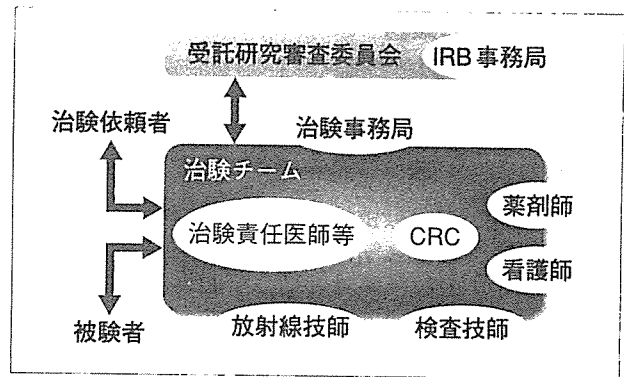 受託研究審査委員会 IRB事務局
治験依頼者
治験事務局
治験チーム
治験責任医師等
CRC
薬剤師
看護師
被験者
放射線技師
検査技師